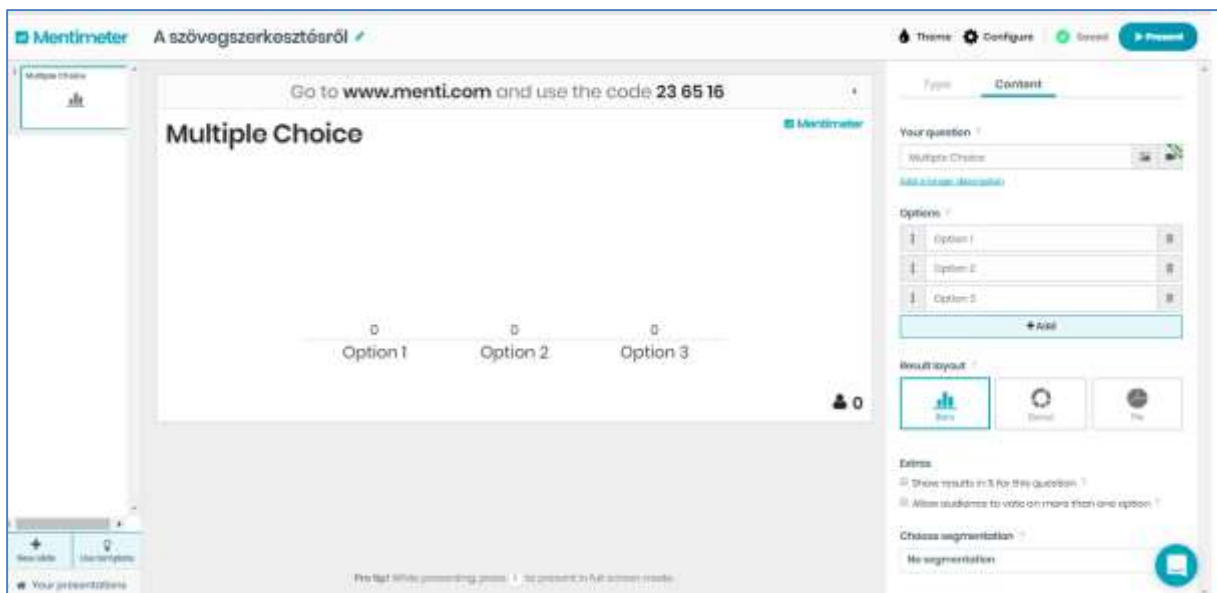 Mentimeter
A szövegszerkesztésről
Theme
Configure
Saved
Present
1
Multiple Choice
Go to www.menti.com and use the code 23 65 16
Mentimeter
Multiple Choice
0 0 0
Option 1 Option 2 Option 3
0
New slide
Use template
Your presentations
Pro tip! While presenting, press to present in full screen mode.
Type
Content
Your question ?
Multiple Choice
Add a longer description
Options ?
Option 1
Option 2
Option 3
+ Add
Result layout ?
Bars
Donut
Pie
Extras
Show results in % for this question ?
Allow audience to vote on more than one option ?
Choose segmentation ?
No segmentation